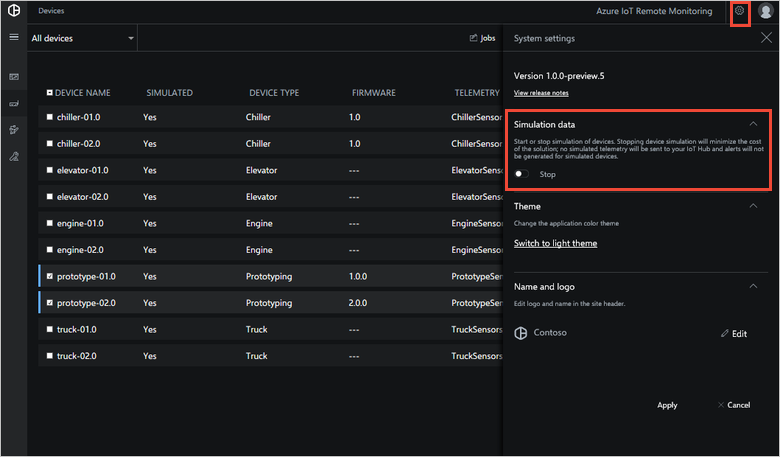 Devices
Azure IoT Remote Monitoring
All devices
Jobs
DEVICE NAME SIMULATED DEVICE TYPE FIRMWARE TELEMETRY
chiller-01.0 Yes Chiller 1.0 ChillerSensor
chiller-02.0 Yes Chiller 1.0 ChillerSensor
elevator-01.0 Yes Elevator --- ElevatorSens
elevator-02.0 Yes Elevator --- ElevatorSens
engine-01.0 Yes Engine --- EngineSenso
engine-02.0 Yes Engine --- EngineSenso
prototype-01.0 Yes Prototyping 1.0.0 PrototypeSen
prototype-02.0 Yes Prototyping 2.0.0 PrototypeSen
truck-01.0 Yes Truck --- TruckSensors
truck-02.0 Yes Truck --- TruckSensors
System settings
Version 1.0.0-preview.5
View release notes
Simulation data
Start or stop simulation of devices. Stopping device simulation will minimize the cost
of the solution; no simulated telemetry will be sent to your IoT Hub and alerts will not
be generated for simulated devices.
Stop
Theme
Change the application color theme
Switch to light theme
Name and logo
Edit logo and name in the site header.
Contoso
Edit
Apply
Cancel